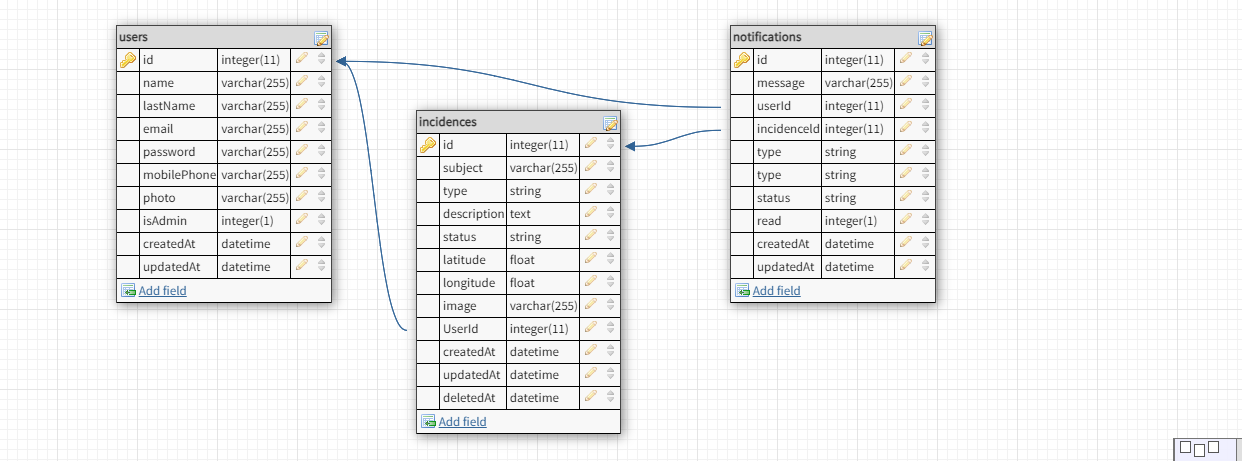 users
id integer(11)
name varchar(255)
lastName varchar(255)
email varchar(255)
password varchar(255)
mobilePhone varchar(255)
photo varchar(255)
isAdmin integer(1)
createdAt datetime
updatedAt datetime
Add field
incidences
id integer(11)
subject varchar(255)
type string
description text
status string
latitude float
longitude float
image varchar(255)
UserId integer(11)
createdAt datetime
updatedAt datetime
deletedAt datetime
Add field
notifications
id integer(11)
message varchar(255)
userId integer(11)
incidenceId integer(11)
type string
type string
status string
read integer(1)
createdAt datetime
updatedAt datetime
Add field